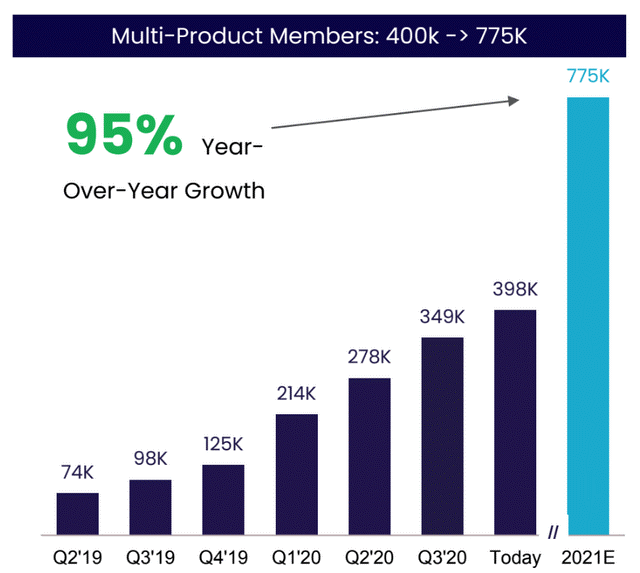 Multi-Product Members: 400k -> 775K
775K
95% Year-
Over-Year Growth
398K
349K
278K
214K
125K
98K
74K
Q2'19 Q3'19 Q4'19 Q1'20 Q2'20 Q3'20 Today // 2021E